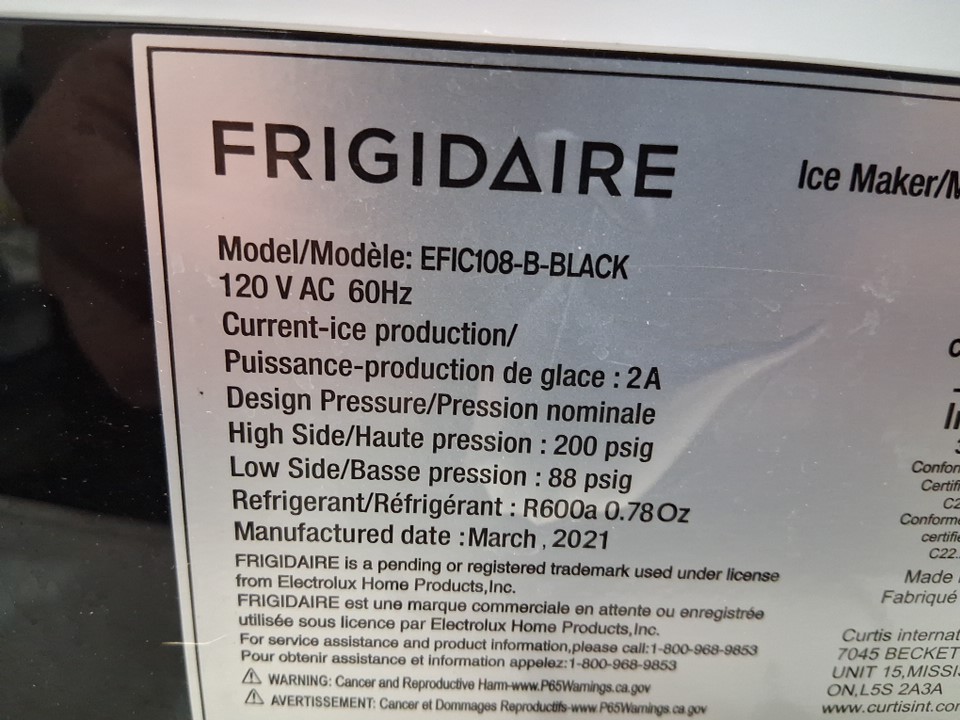 FRIGIDAIRE
Ice Maker/
Model/Modèle: EFIC108-B-BLACK
120 V AC 60Hz
Current-ice production/
Puissance-production de glace : 2 A
Design Pressure/Pression nominale
High Side/Haute pression : 200 psig
Low Side/Basse pression : 88 psig
Refrigerant/Réfrigérant : R600a 0.78 Oz
Manufactured date : March , 2021
FRIGIDAIRE is a pending or registered trademark used under license
from Electrolux Home Products,Inc.
FRIGIDAIRE est une marque commerciale en attente ou enregistrée
utilisée sous licence par Electrolux Home Products,Inc.
For service assistance and product information,please call:1-800-968-9853
Pour obtenir assistance et information appelez:1-800-968-9853
WARNING: Cancer and Reproductive Harm-www.P65Warnings.ca.gov
AVERTISSEMENT: Cancer et Dommages Reproductifs-www.P65Warnings.ca.gov
C22.
Made
Fabriqué
Curtis internat
7045 BECKET
UNIT 15,MISSIS
ON,L5S 2A3A
www.curtisint.com